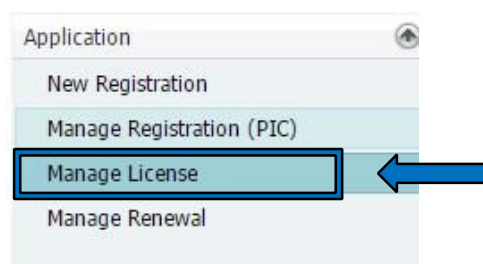 Application
New Registration
Manage Registration (PIC)
Manage License
Manage Renewal